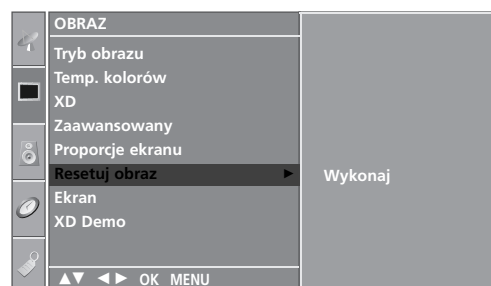 OBRAZ
Tryb obrazu
Temp. kolorów
XD
Zaawansowany
Proporcje ekranu
Resetuj obraz ► Wykonaj
Ekran
XD Demo
▲▼ ◄► OK MENU